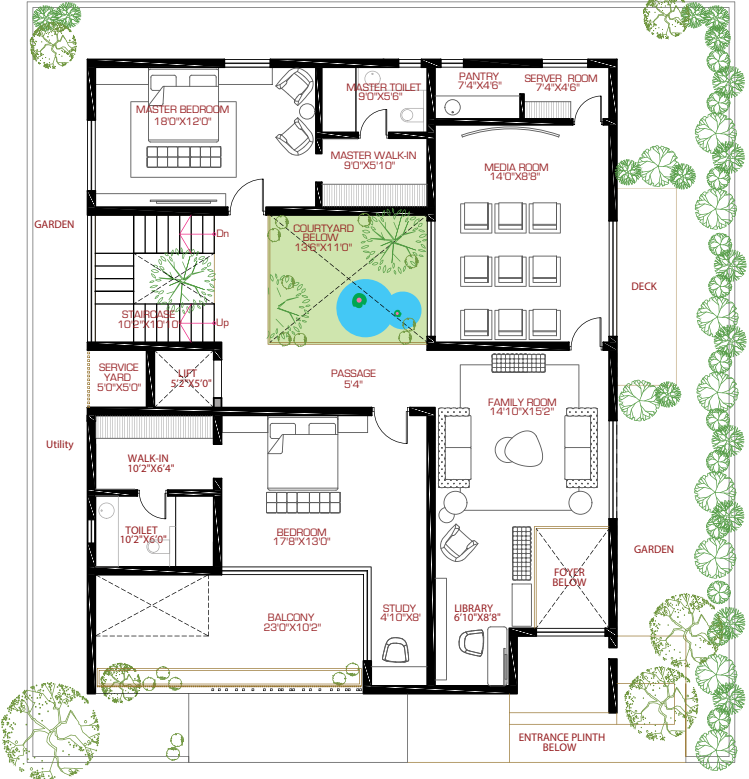 PANTRY
7'4"X4'6"
SERVER ROOM
7'4"X4'6"
MASTER TOILET
9'0"X5'6"
MASTER BEDROOM
18'0"X12'0"
MASTER WALK-IN
9'0"X5'10"
MEDIA ROOM
14'0X8'8"
GARDEN
Dn
COURTYARD
BELOW
13'6"X11'0"
DECK
STAIRCASE
10'2"X10'10"
Up
SERVICE
YARD
5'0"X5'0"
LIFT
5'2"X5'0"
PASSAGE
5'4"
FAMILY ROOM
14'10"X15'2"
Utility
WALK-IN
10'2"X6'4"
TOILET
10'2"X6'0"
BEDROOM
17'8"X13'0"
GARDEN
FOYER
BELOW
BALCONY
23'0"X10'2"
STUDY
4'10"X8'
LIBRARY
6'10"X8'8"
ENTRANCE PLINTH
BELOW